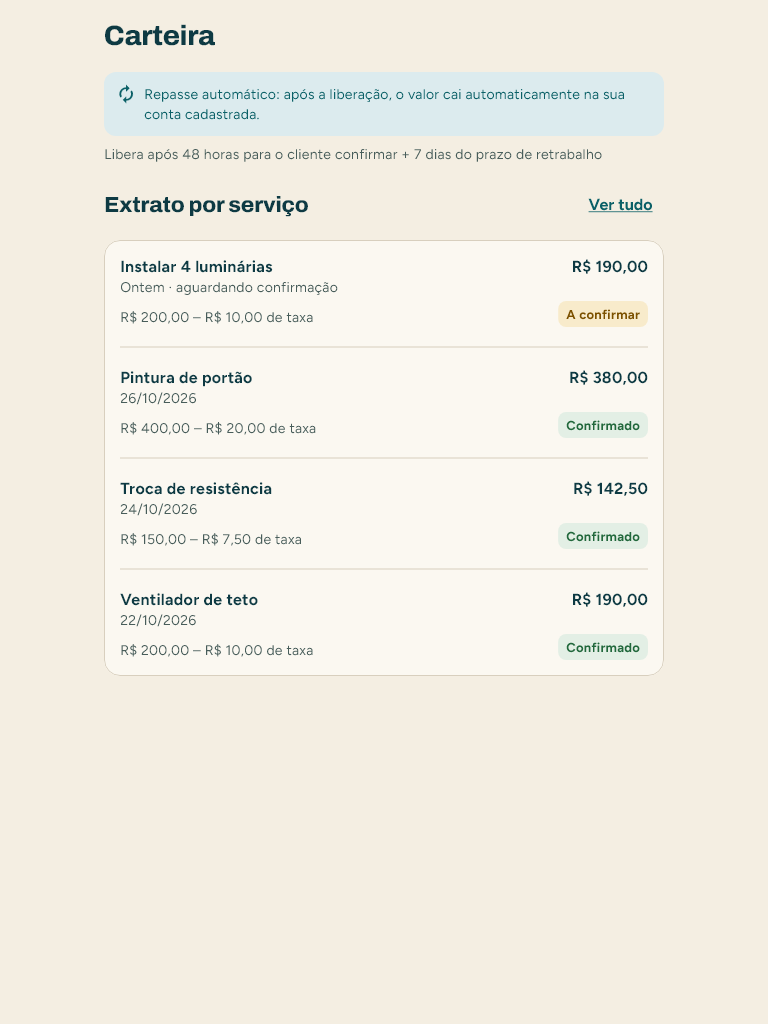 Carteira
Repasse automático: após a liberação, o valor cai automaticamente na sua
conta cadastrada.
Libera após 48 horas para o cliente confirmar + 7 dias do prazo de retrabalho
Extrato por serviço
Ver tudo
Instalar 4 luminárias
R$ 190,00
Ontem · aguardando confirmação
R$ 200,00 – R$ 10,00 de taxa
A confirmar
Pintura de portão
R$ 380,00
26/10/2026
R$ 400,00 – R$ 20,00 de taxa
Confirmado
Troca de resistência
R$ 142,50
24/10/2026
R$ 150,00 – R$ 7,50 de taxa
Confirmado
Ventilador de teto
R$ 190,00
22/10/2026
R$ 200,00 – R$ 10,00 de taxa
Confirmado